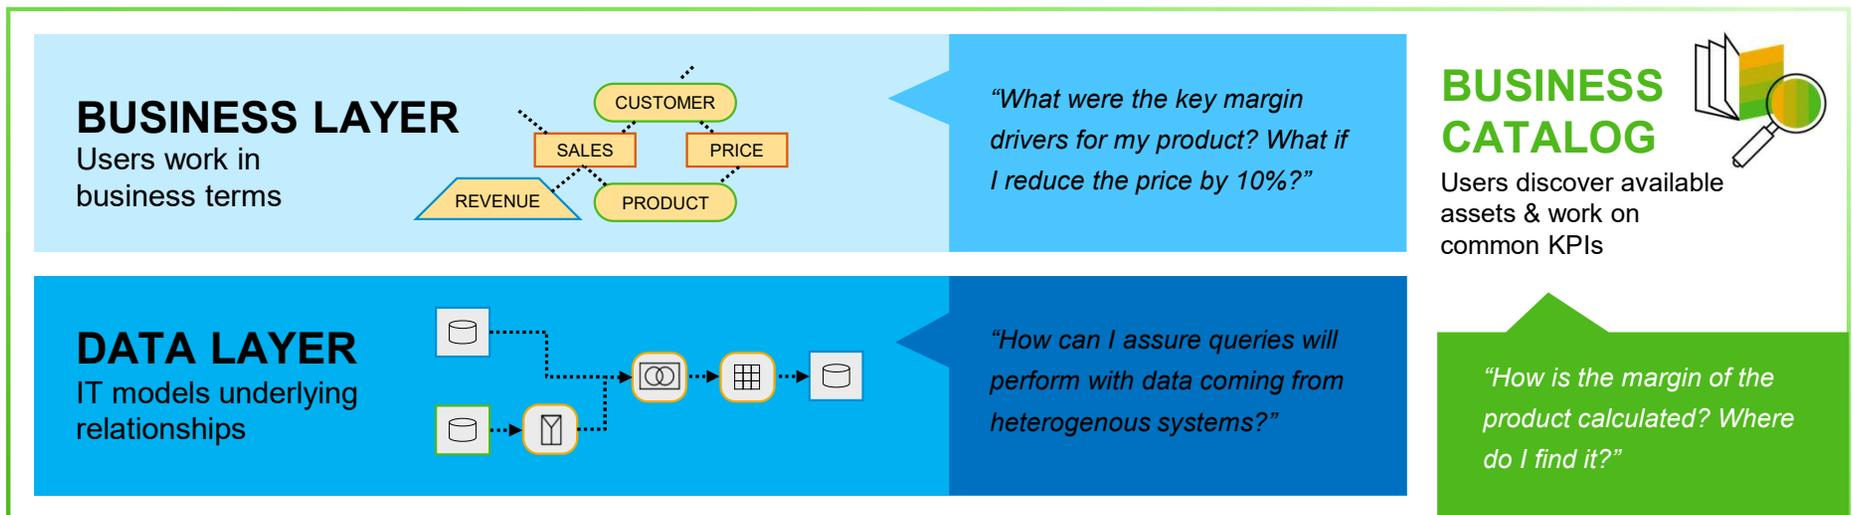 BUSINESS LAYER
Users work in
business terms
CUSTOMER
SALES
PRICE
REVENUE
PRODUCT
“What were the key margin
drivers for my product? What if
I reduce the price by 10%?”
DATA LAYER
IT models underlying
relationships
“How can I assure queries will
perform with data coming from
heterogenous systems?”
BUSINESS
CATALOG
Users discover available
assets & work on
common KPIs
“How is the margin of the
product calculated? Where
do I find it?”